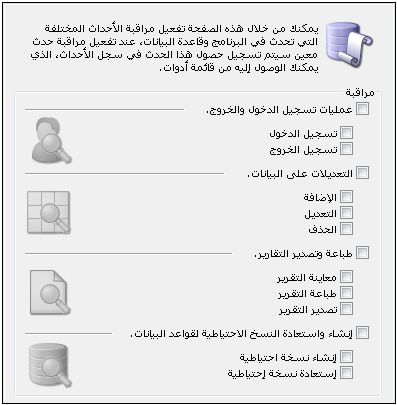 يمكنك من خلال هذه الصفحة تفعيل مراقبة الأحداث المختلفة
التي تحدث في البرنامج وقاعدة البيانات، عند تفعيل مراقبة حدث
معين سيتم تسجيل حصول هذا الحدث في سجل الأحداث، الذي
يمكنك الوصول إليه من قائمة أدوات.
مراقبة
عمليات تسجيل الدخول والخروج.
تسجيل الدخول
تسجيل الخروج
التعديلات على البيانات.
الإضافة
التعديل
الحذف
طباعة وتصدير التقارير.
معاينة التقرير
طباعة التقرير
تصدير التقرير
إنشاء واستعادة النسخ الاحتياطية لقواعد البيانات.
إنشاء نسخة احتياطية
إستعادة نسخة إحتياطية